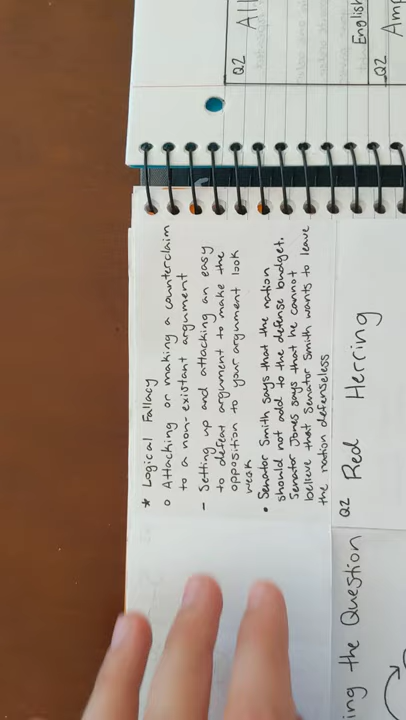 * Logical Fallacy
o Attacking or making a counterclaim
to a non-existant argument
- Setting up and attacking an easy
to defeat argument to make the
opposition to your argument look
weak
• Senator Smith says that the nation
should not add to the defense budget.
Senator Jones says that he cannot
believe that Senator Smith wants to leave
the nation defenseless
Q2 Red Herring
ing the Question
Q2 All
English
Q2 Amp